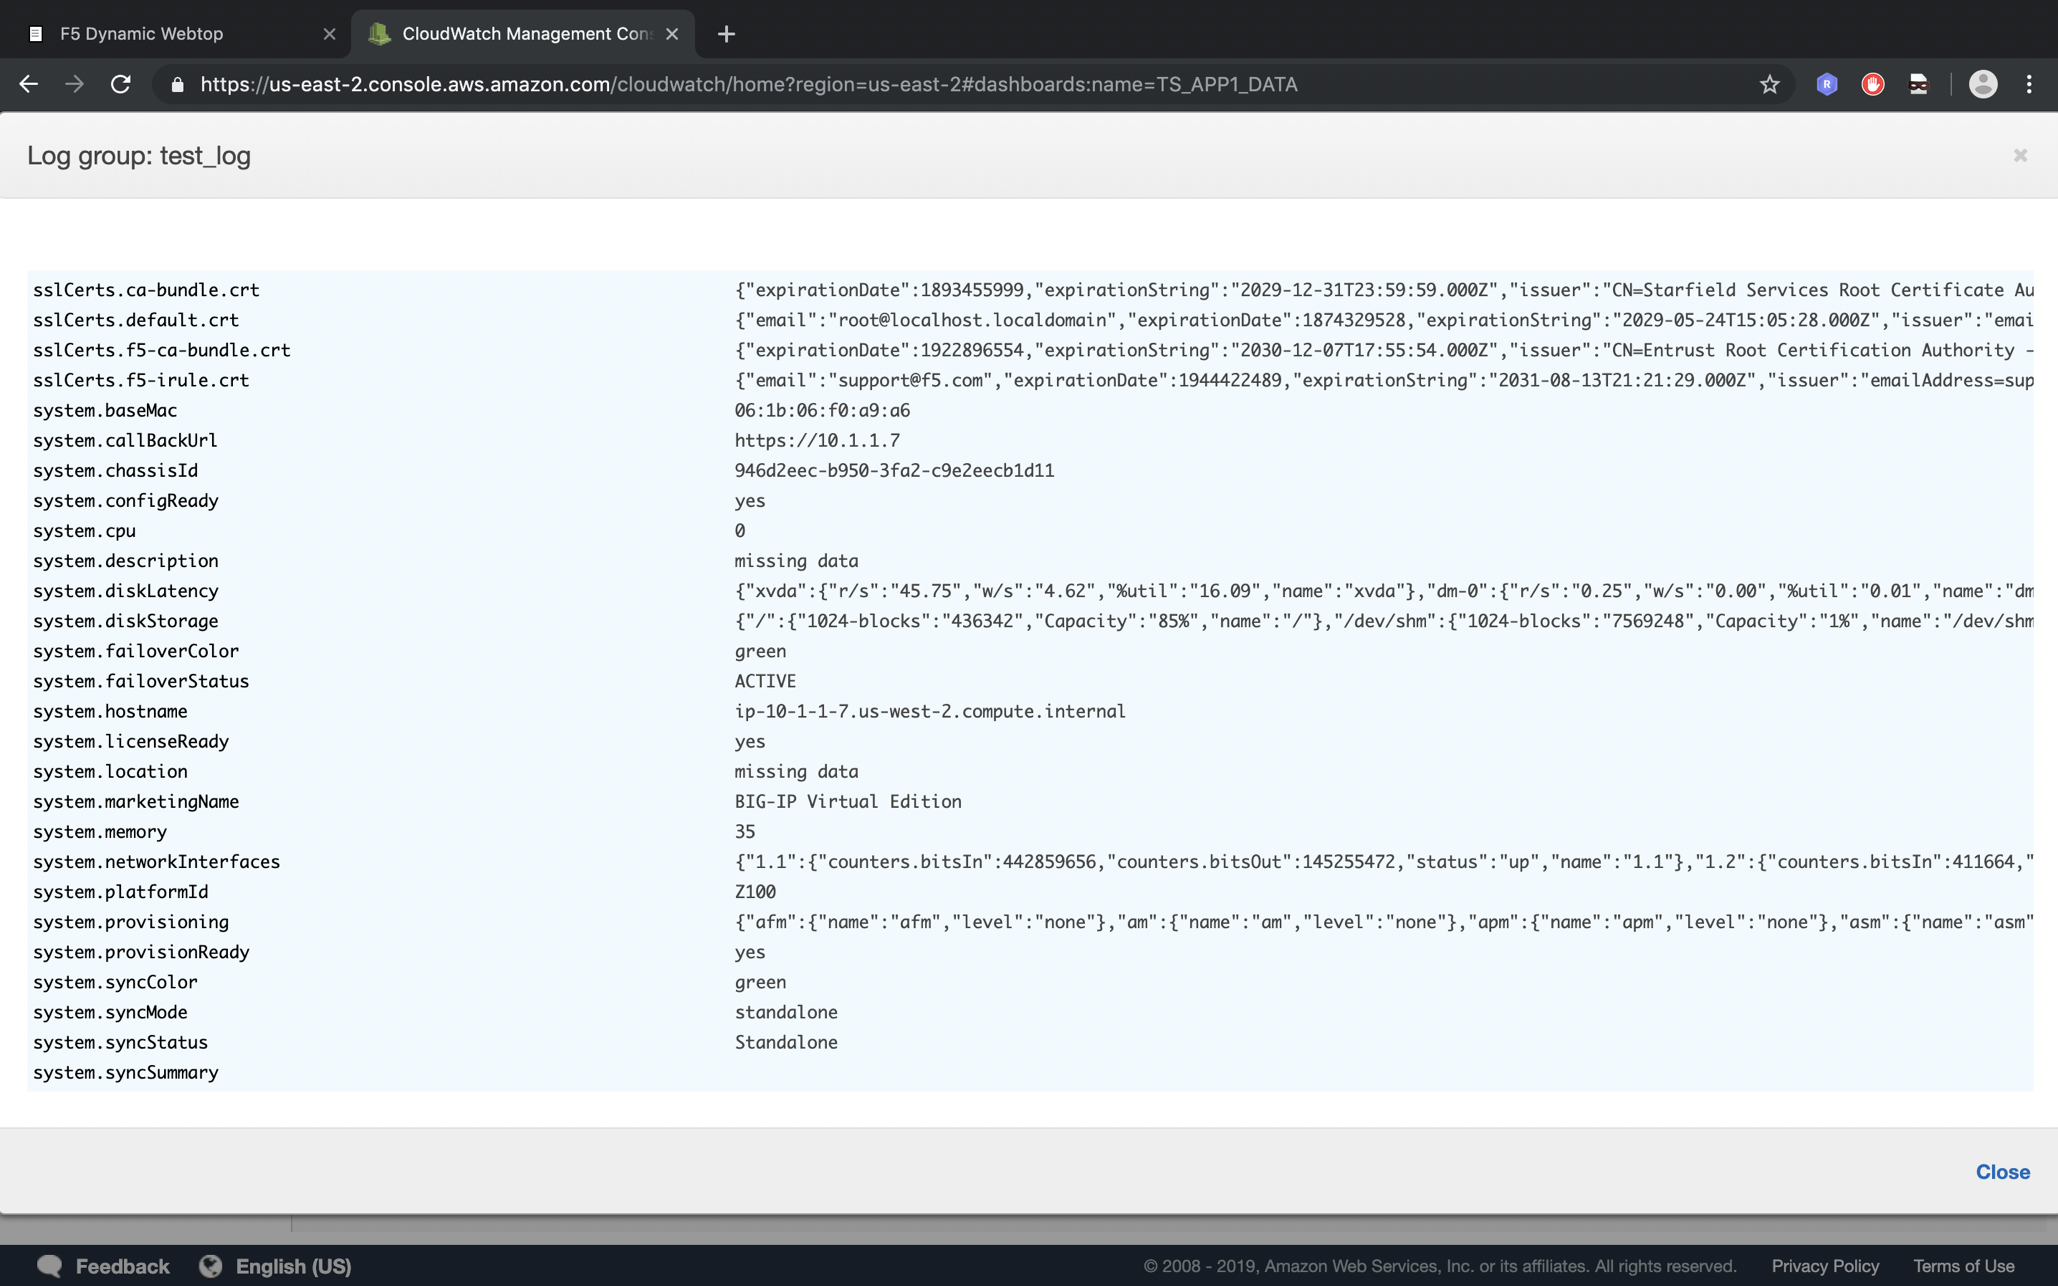 F5 Dynamic Webtop
CloudWatch Management Cons
https://us-east-2.console.aws.amazon.com/cloudwatch/home?region=us-east-2#dashboards:name=TS_APP1_DATA
R
Log group: test_log
sslCerts.ca-bundle.crt {"expirationDate":1893455999,"expirationString":"2029-12-31T23:59:59.000Z","issuer":"CN=Starfield Services Root Certificate Au
sslCerts.default.crt {"email":"root@localhost.localdomain","expirationDate":1874329528,"expirationString":"2029-05-24T15:05:28.000Z","issuer":"emai
sslCerts.f5-ca-bundle.crt {"expirationDate":1922896554,"expirationString":"2030-12-07T17:55:54.000Z","issuer":"CN=Entrust Root Certification Authority -
sslCerts.f5-irule.crt {"email":"support@f5.com","expirationDate":1944422489,"expirationString":"2031-08-13T21:21:29.000Z","issuer":"emailAddress=sup
system.baseMac 06:1b:06:f0:a9:a6
system.callBackUrl https://10.1.1.7
system.chassisId 946d2eec-b950-3fa2-c9e2eecb1d11
system.configReady yes
system.cpu 0
system.description missing data
system.diskLatency {"xvda":{"r/s":"45.75","w/s":"4.62","%util":"16.09","name":"xvda"},"dm-0":{"r/s":"0.25","w/s":"0.00","%util":"0.01","name":"dm
system.diskStorage {"/":{"1024-blocks":"436342","Capacity":"85%","name":"/"},"/dev/shm":{"1024-blocks":"7569248","Capacity":"1%","name":"/dev/shm
system.failoverColor green
system.failoverStatus ACTIVE
system.hostname ip-10-1-1-7.us-west-2.compute.internal
system.licenseReady yes
system.location missing data
system.marketingName BIG-IP Virtual Edition
system.memory 35
system.networkInterfaces {"1.1":{"counters.bitsIn":442859656,"counters.bitsOut":145255472,"status":"up","name":"1.1"},"1.2":{"counters.bitsIn":411664,"
system.platformId Z100
system.provisioning {"afm":{"name":"afm","level":"none"},"am":{"name":"am","level":"none"},"apm":{"name":"apm","level":"none"},"asm":{"name":"asm"
system.provisionReady yes
system.syncColor green
system.syncMode standalone
system.syncStatus Standalone
system.syncSummary
Close
Feedback English (US) © 2008 - 2019, Amazon Web Services, Inc. or its affiliates. All rights reserved. Privacy Policy Terms of Use